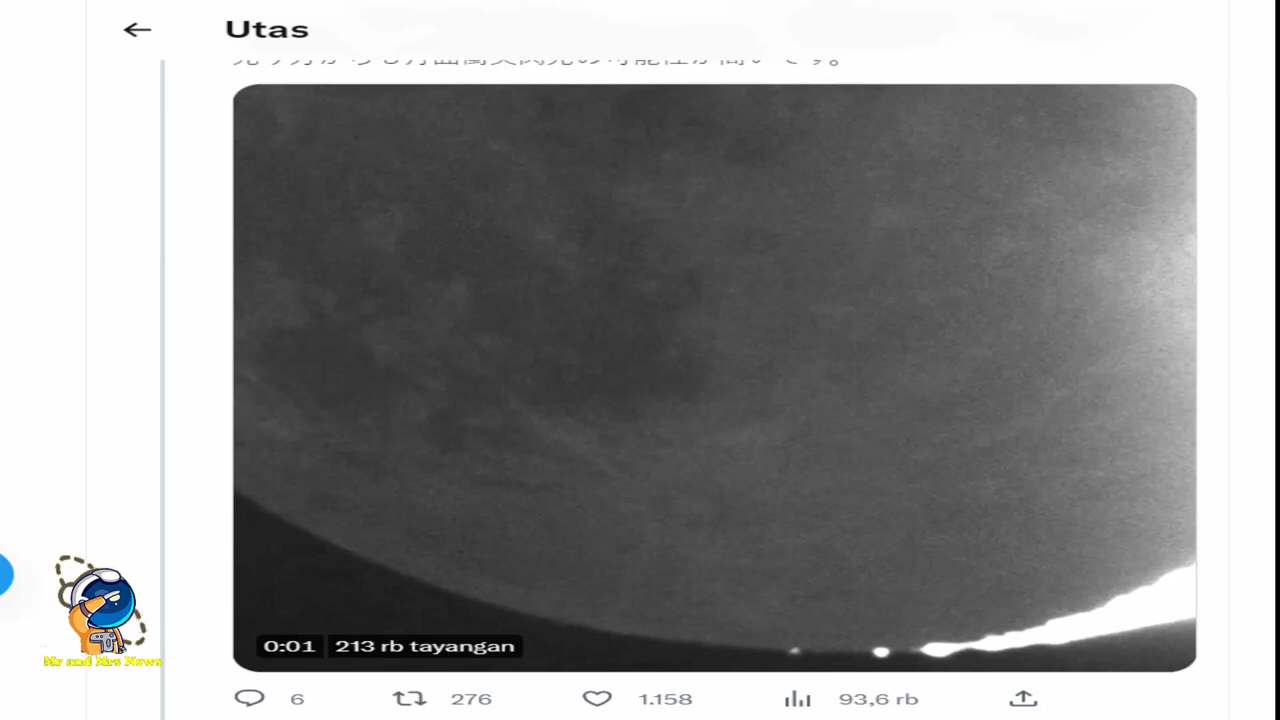 Utas
0:01 213 rb tayangan
Mr and Mrs News
6 276 1.158 93,6 rb